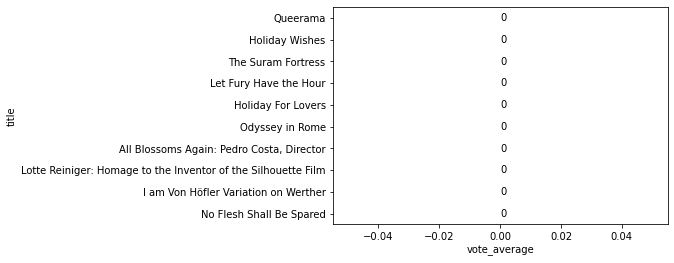 Queerama 0
Holiday Wishes 0
The Suram Fortress 0
Let Fury Have the Hour 0
Holiday For Lovers 0
Odyssey in Rome 0
All Blossoms Again: Pedro Costa, Director 0
Lotte Reiniger: Homage to the Inventor of the Silhouette Film 0
I am Von Höfler Variation on Werther 0
No Flesh Shall Be Spared 0
title
−0.04 −0.02 0.00 0.02 0.04
vote_average